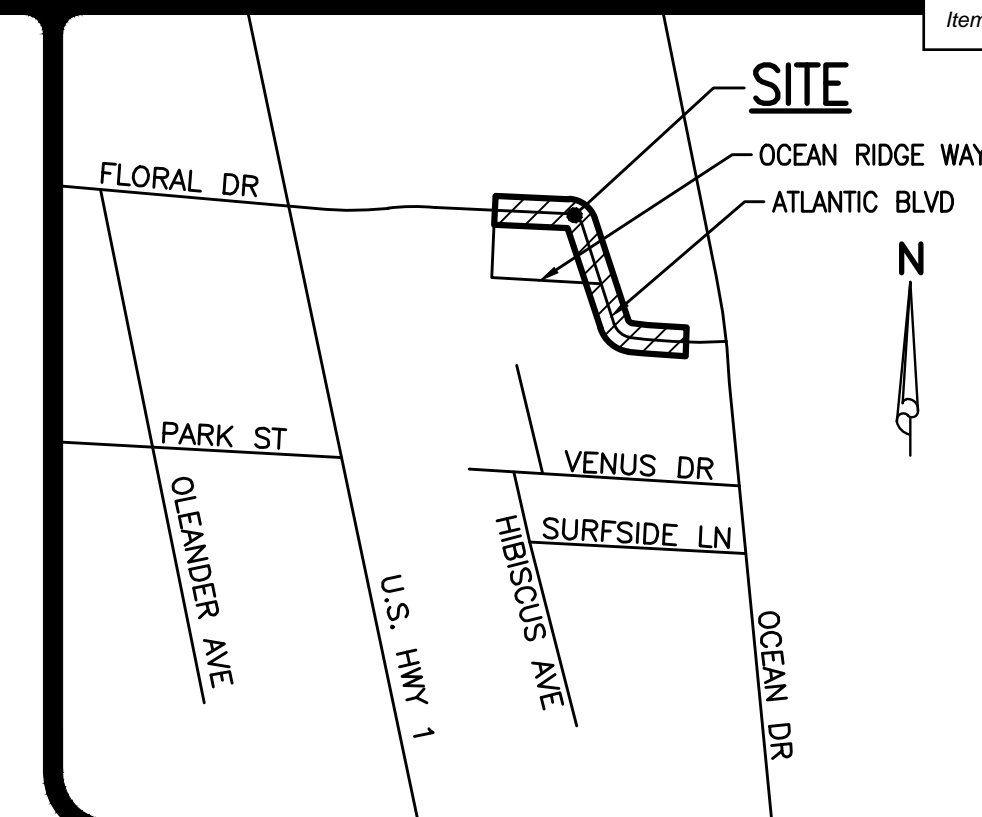 Item
SITE
OCEAN RIDGE WAY
ATLANTIC BLVD
FLORAL DR
N
PARK ST
VENUS DR
SURFSIDE LN
OLEANDER AVE
U.S. HWY 1
HIBISCUS AVE
OCEAN DR